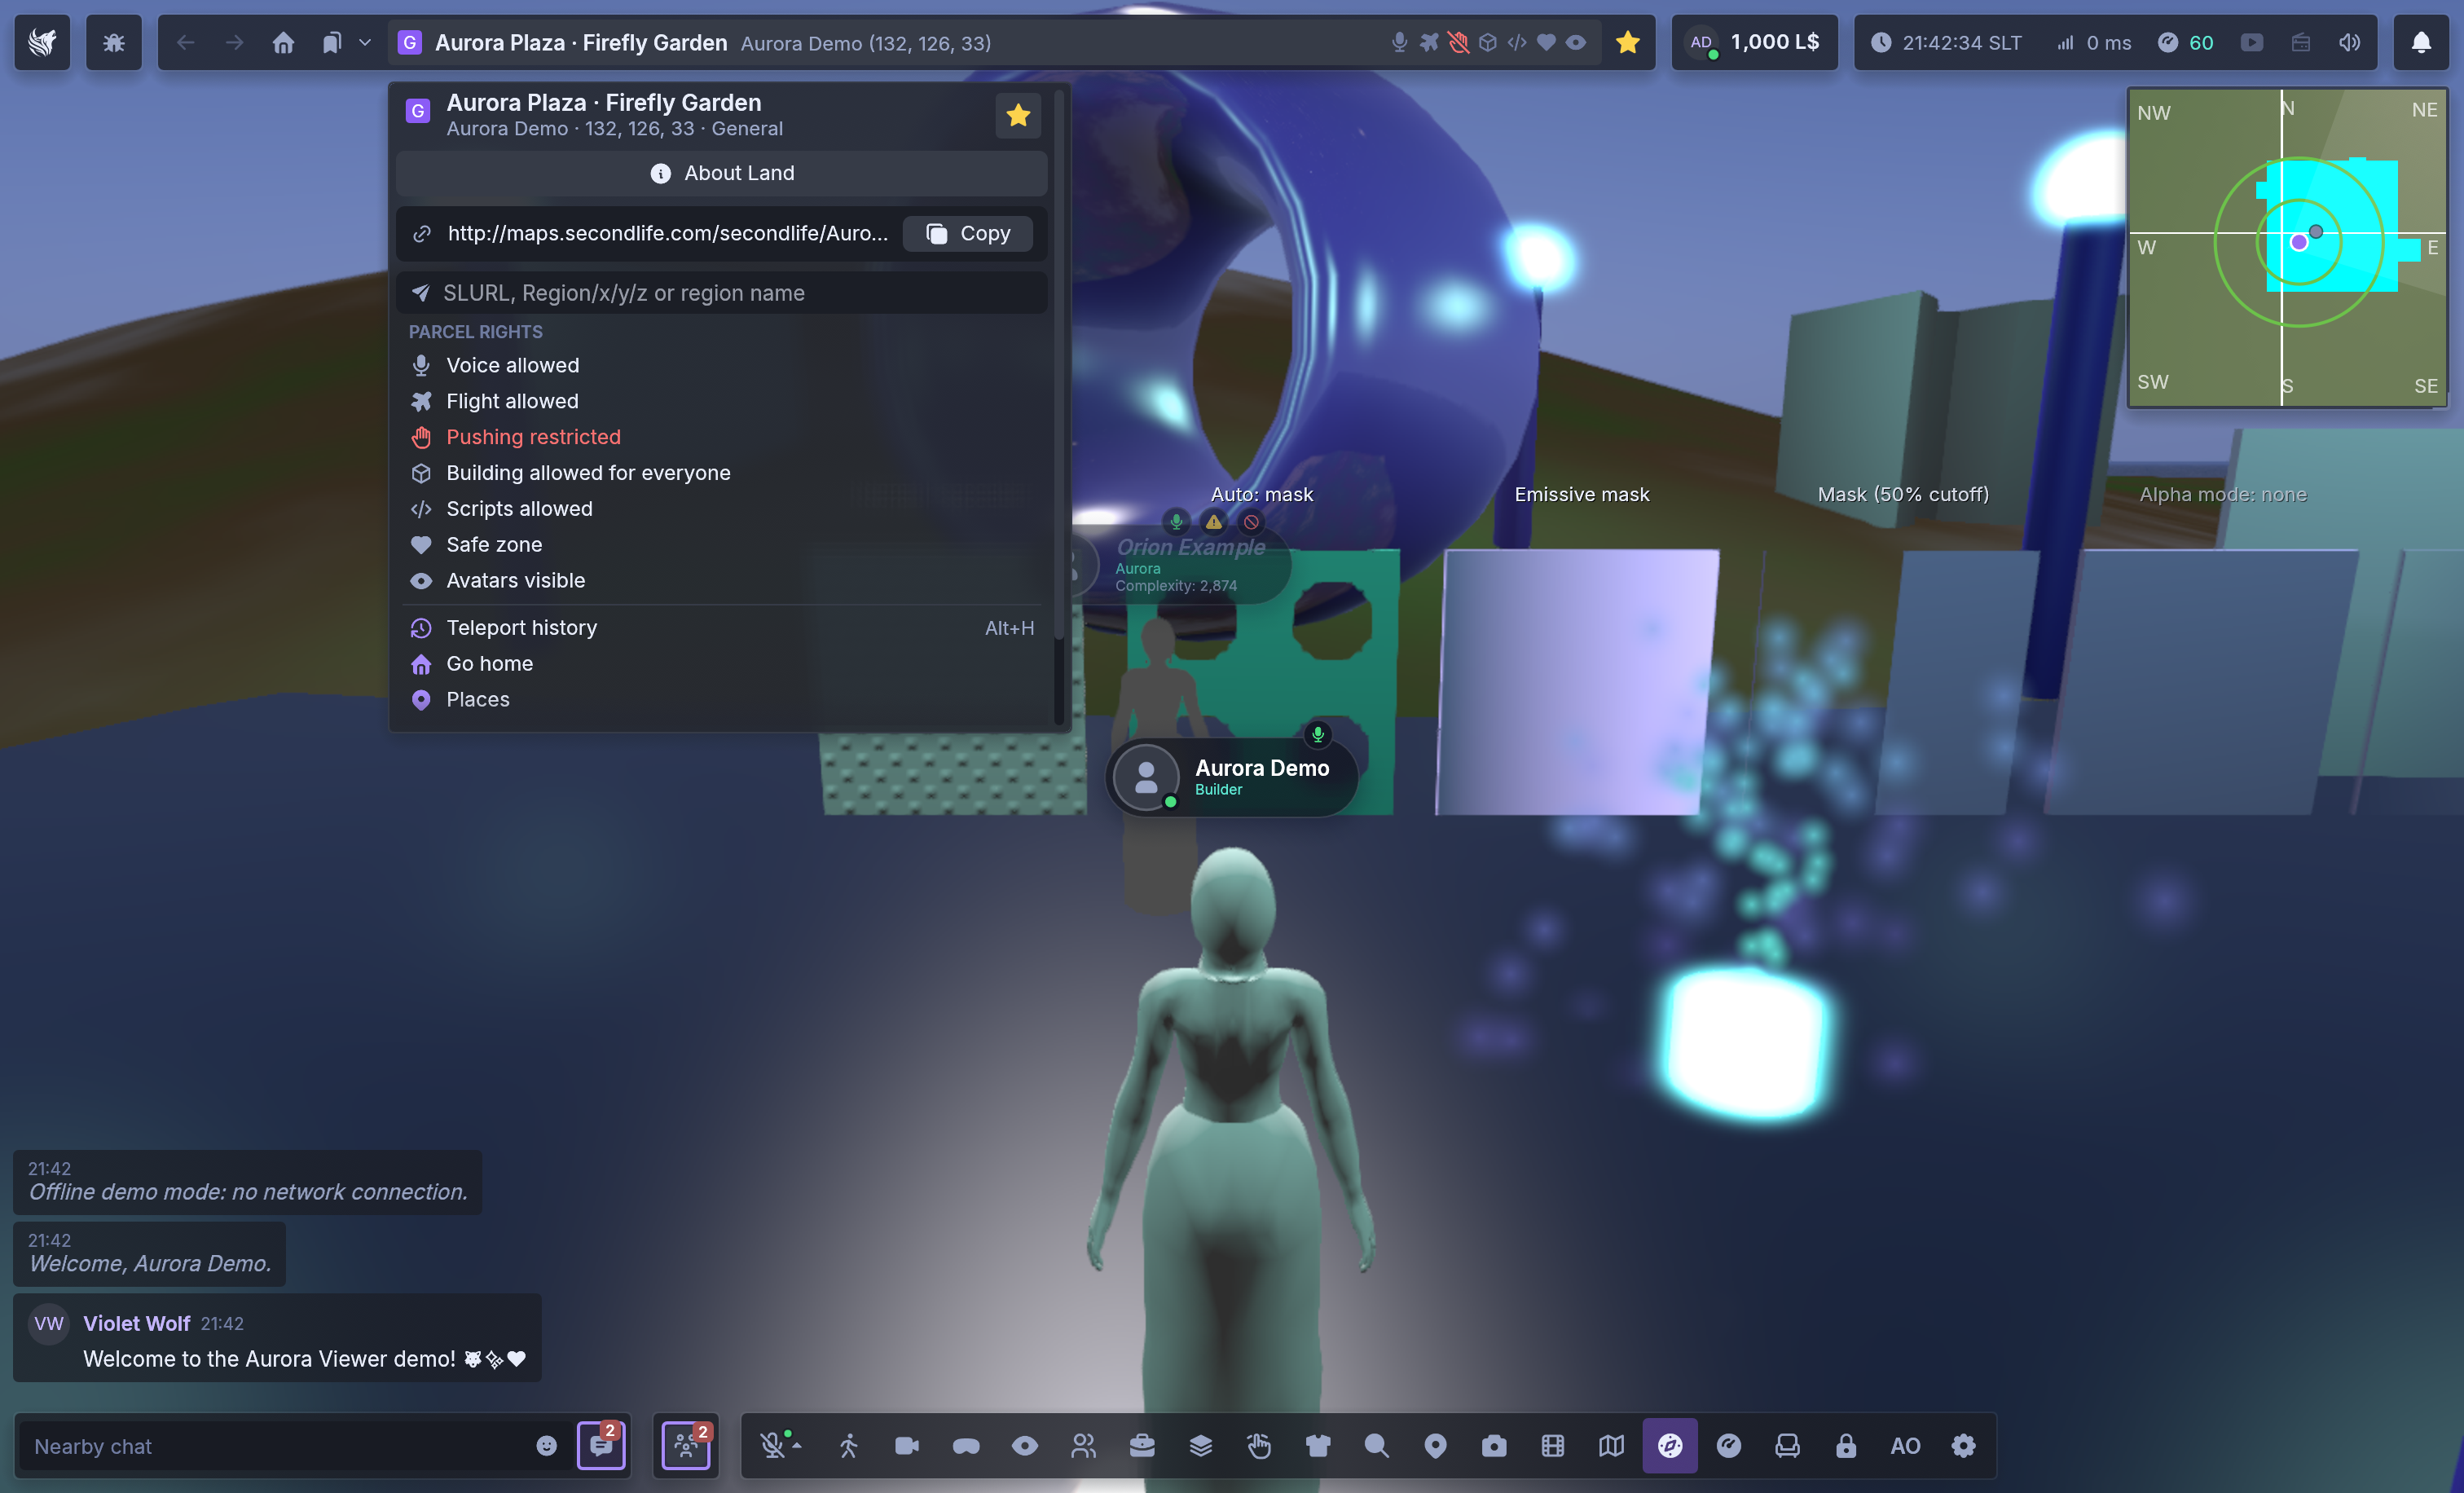 G Aurora Plaza · Firefly Garden Aurora Demo (132, 126, 33)
AD 1,000 L$
21:42:34 SLT 0 ms 60
G Aurora Plaza · Firefly Garden
Aurora Demo · 132, 126, 33 · General
About Land
http://maps.secondlife.com/secondlife/Auro... Copy
SLURL, Region/x/y/z or region name
PARCEL RIGHTS
Voice allowed
Flight allowed
Pushing restricted
Building allowed for everyone
Scripts allowed
Safe zone
Avatars visible
Teleport history Alt+H
Go home
Places
NW N NE
W E
SW S SE
Auto: mask
Emissive mask
Mask (50% cutoff)
Alpha mode: none
Orion Example
Aurora
Complexity: 2,874
Aurora Demo
Builder
21:42
Offline demo mode: no network connection.
21:42
Welcome, Aurora Demo.
VW Violet Wolf 21:42
Welcome to the Aurora Viewer demo!
Nearby chat 2 2 AO